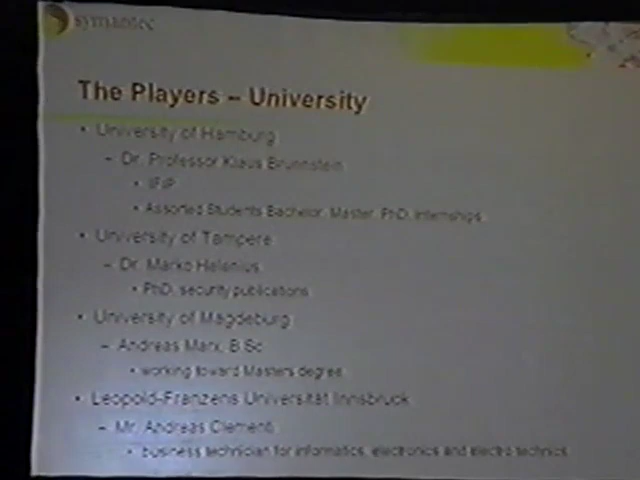 symantec
The Players – University
• University of Hamburg
– Dr. Professor Klaus Brunnstein
• IFIP
• Assorted Students Bachelor, Master, PhD, internships
• University of Tampere
– Dr. Marko Helenius
• PhD, security publications
• University of Magdeburg
– Andreas Marx, B.Sc
• working toward Masters degree
• Leopold-Franzens Universität Innsbruck
– Mr. Andreas Clementi
• business technician for informatics, electronics and electro technics